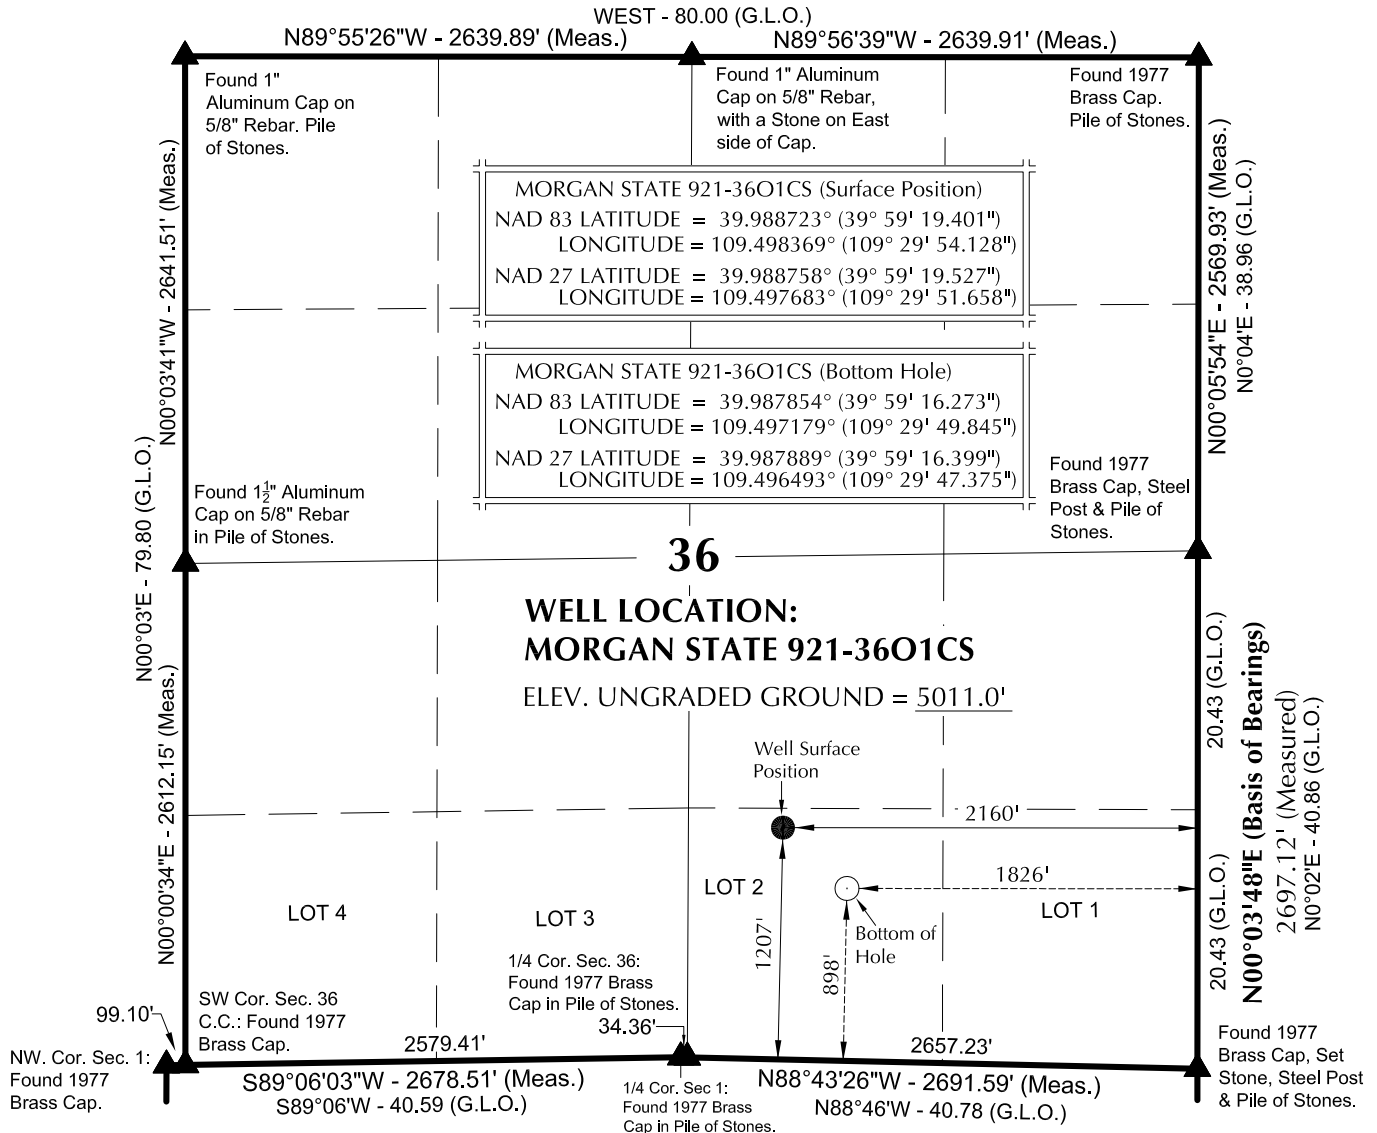 WEST - 80.00 (G.L.O.)
N89°55'26"W - 2639.89' (Meas.)
N89°56'39"W - 2639.91' (Meas.)
Found 1"
Aluminum Cap on
5/8" Rebar. Pile
of Stones.
Found 1" Aluminum
Cap on 5/8" Rebar,
with a Stone on East
side of Cap.
Found 1977
Brass Cap.
Pile of Stones.
N00°03'41"W - 2641.51' (Meas.)
N00°03'E - 79.80 (G.L.O.)
N00°00'34"E - 2612.15' (Meas.)
MORGAN STATE 921-36O1CS (Surface Position)
NAD 83 LATITUDE = 39.988723° (39° 59' 19.401")
LONGITUDE = 109.498369° (109° 29' 54.128")
NAD 27 LATITUDE = 39.988758° (39° 59' 19.527")
LONGITUDE = 109.497683° (109° 29' 51.658")
MORGAN STATE 921-36O1CS (Bottom Hole)
NAD 83 LATITUDE = 39.987854° (39° 59' 16.273")
LONGITUDE = 109.497179° (109° 29' 49.845")
NAD 27 LATITUDE = 39.987889° (39° 59' 16.399")
LONGITUDE = 109.496493° (109° 29' 47.375")
N00°05'54"E - 2569.93' (Meas.)
N0°04'E - 38.96 (G.L.O.)
Found 1½" Aluminum
Cap on 5/8" Rebar
in Pile of Stones.
Found 1977
Brass Cap, Steel
Post & Pile of
Stones.
36
WELL LOCATION:
MORGAN STATE 921-36O1CS
ELEV. UNGRADED GROUND = 5011.0'
Well Surface
Position
2160'
1826'
1207'
898'
Bottom of
Hole
LOT 4
LOT 3
LOT 2
LOT 1
20.43 (G.L.O.)
20.43 (G.L.O.)
N00°03'48"E (Basis of Bearings)
2697.12' (Measured)
N0°02'E - 40.86 (G.L.O.)
1/4 Cor. Sec. 36:
Found 1977 Brass
Cap in Pile of Stones.
34.36'
SW Cor. Sec. 36
C.C.: Found 1977
Brass Cap.
99.10'
NW. Cor. Sec. 1:
Found 1977
Brass Cap.
2579.41'
2657.23'
S89°06'03"W - 2678.51' (Meas.)
S89°06'W - 40.59 (G.L.O.)
1/4 Cor. Sec 1:
Found 1977 Brass
Cap in Pile of Stones.
N88°43'26"W - 2691.59' (Meas.)
N88°46'W - 40.78 (G.L.O.)
Found 1977
Brass Cap, Set
Stone, Steel Post
& Pile of Stones.